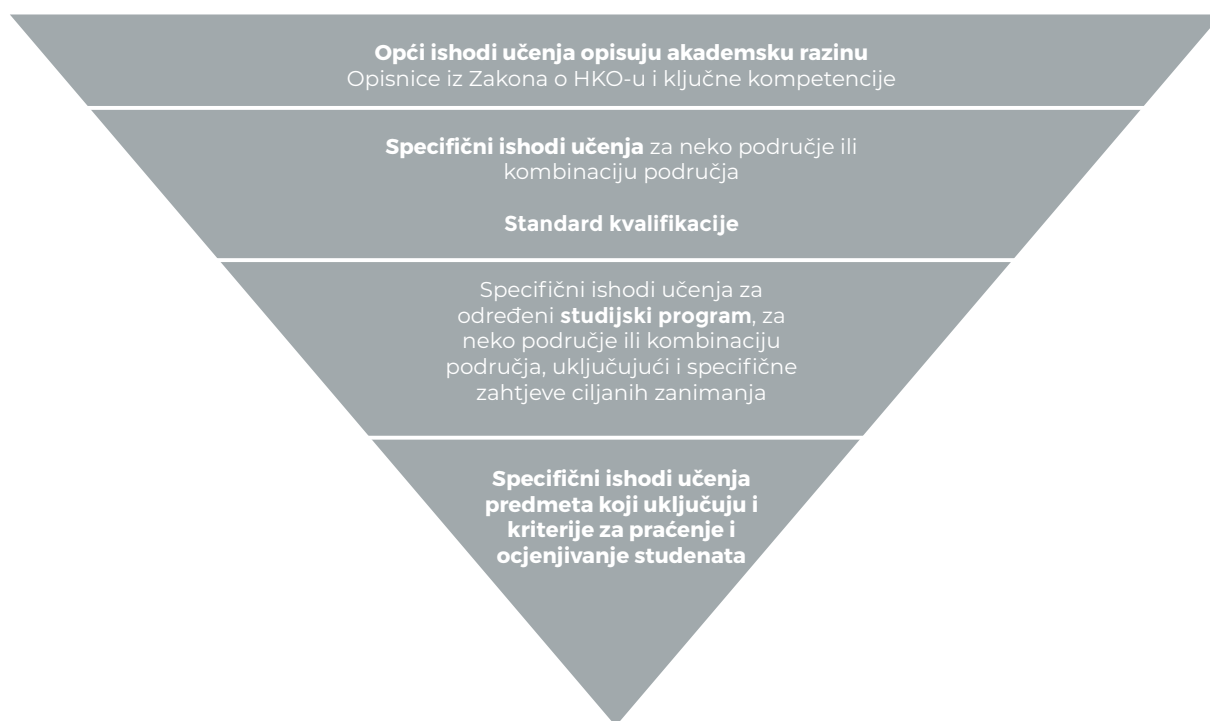 Opći ishodi učenja opisuju akademsku razinu
Opisnice iz Zakona o HKO-u i ključne kompetencije
Specifični ishodi učenja za neko područje ili
kombinaciju područja
Standard kvalifikacije
Specifični ishodi učenja za
određeni studijski program, za
neko područje ili kombinaciju
područja, uključujući i specifične
zahtjeve ciljanih zanimanja
Specifični ishodi učenja
predmeta koji uključuju i
kriterije za praćenje i
ocjenjivanje studenata